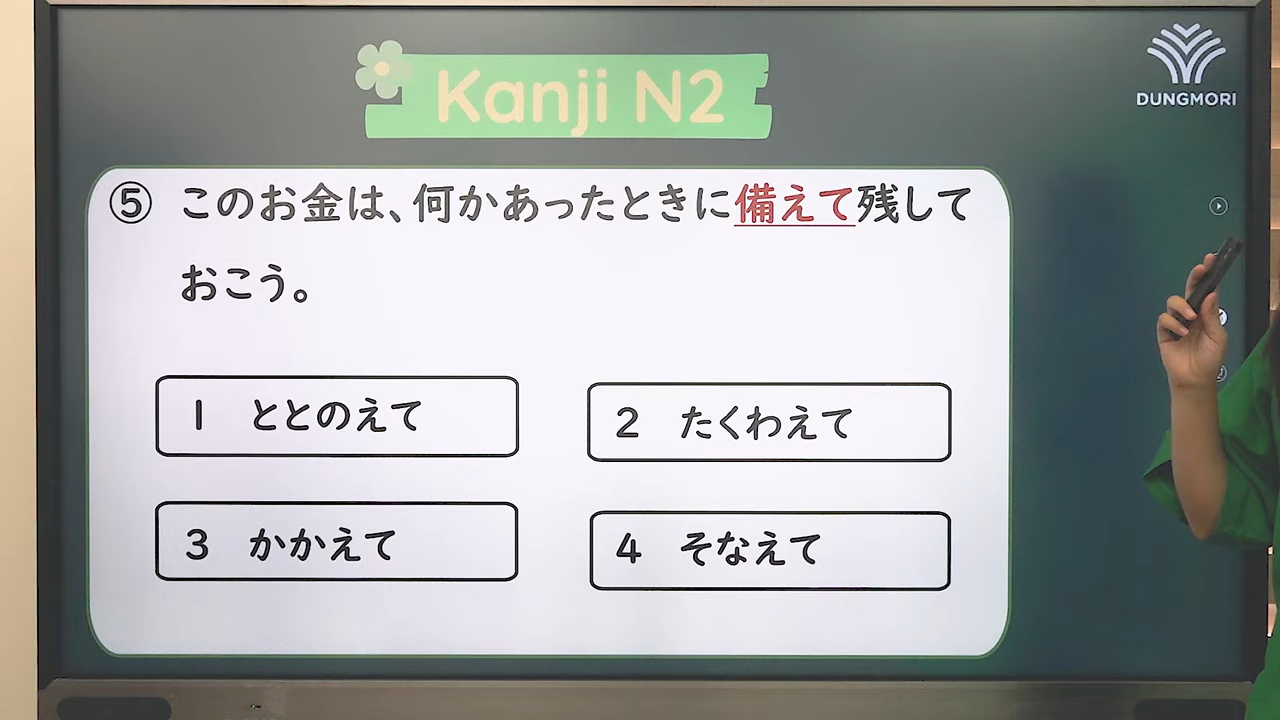 Kanji N2
DUNGMORI
⑤ このお金は、何かあったときに備えて残して
おこう。
1 ととのえて
2 たくわえて
3 かかえて
4 そなえて